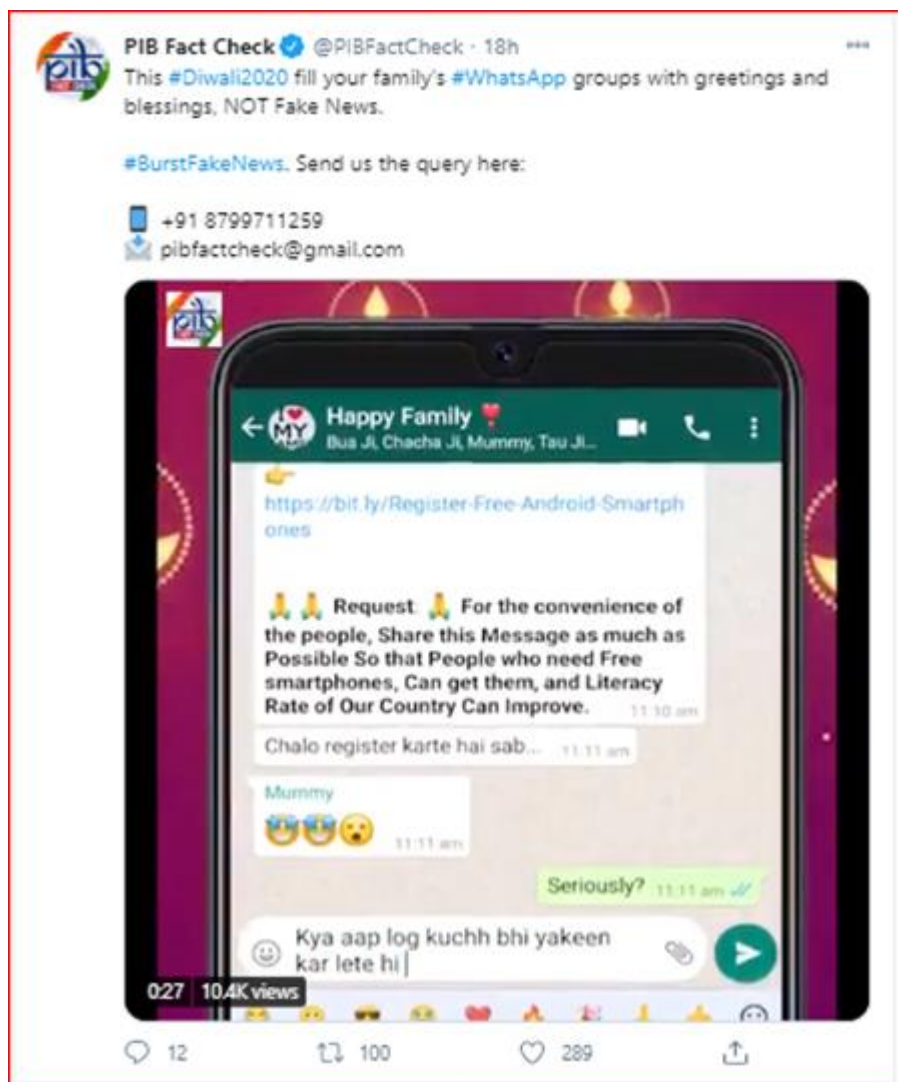 PIB Fact Check @PIBFactCheck · 18h
This #Diwali2020 fill your family's #WhatsApp groups with greetings and
blessings, NOT Fake News.
#BurstFakeNews. Send us the query here:
+91 8799711259
pibfactcheck@gmail.com
pib
Happy Family
Bua Ji, Chacha Ji, Mummy, Tau Ji...
MY
https://bit.ly/Register-Free-Android-Smartph
ones
Request For the convenience of
the people, Share this Message as much as
Possible So that People who need Free
smartphones, Can get them, and Literacy
Rate of Our Country Can Improve. 11:10 am
Chalo register karte hai sab... 11:11 am
Mummy
11:11 am
Seriously? 11:11 am
Kya aap log kuchh bhi yakeen
kar lete hi
0:27 10.4K views
12 100 289